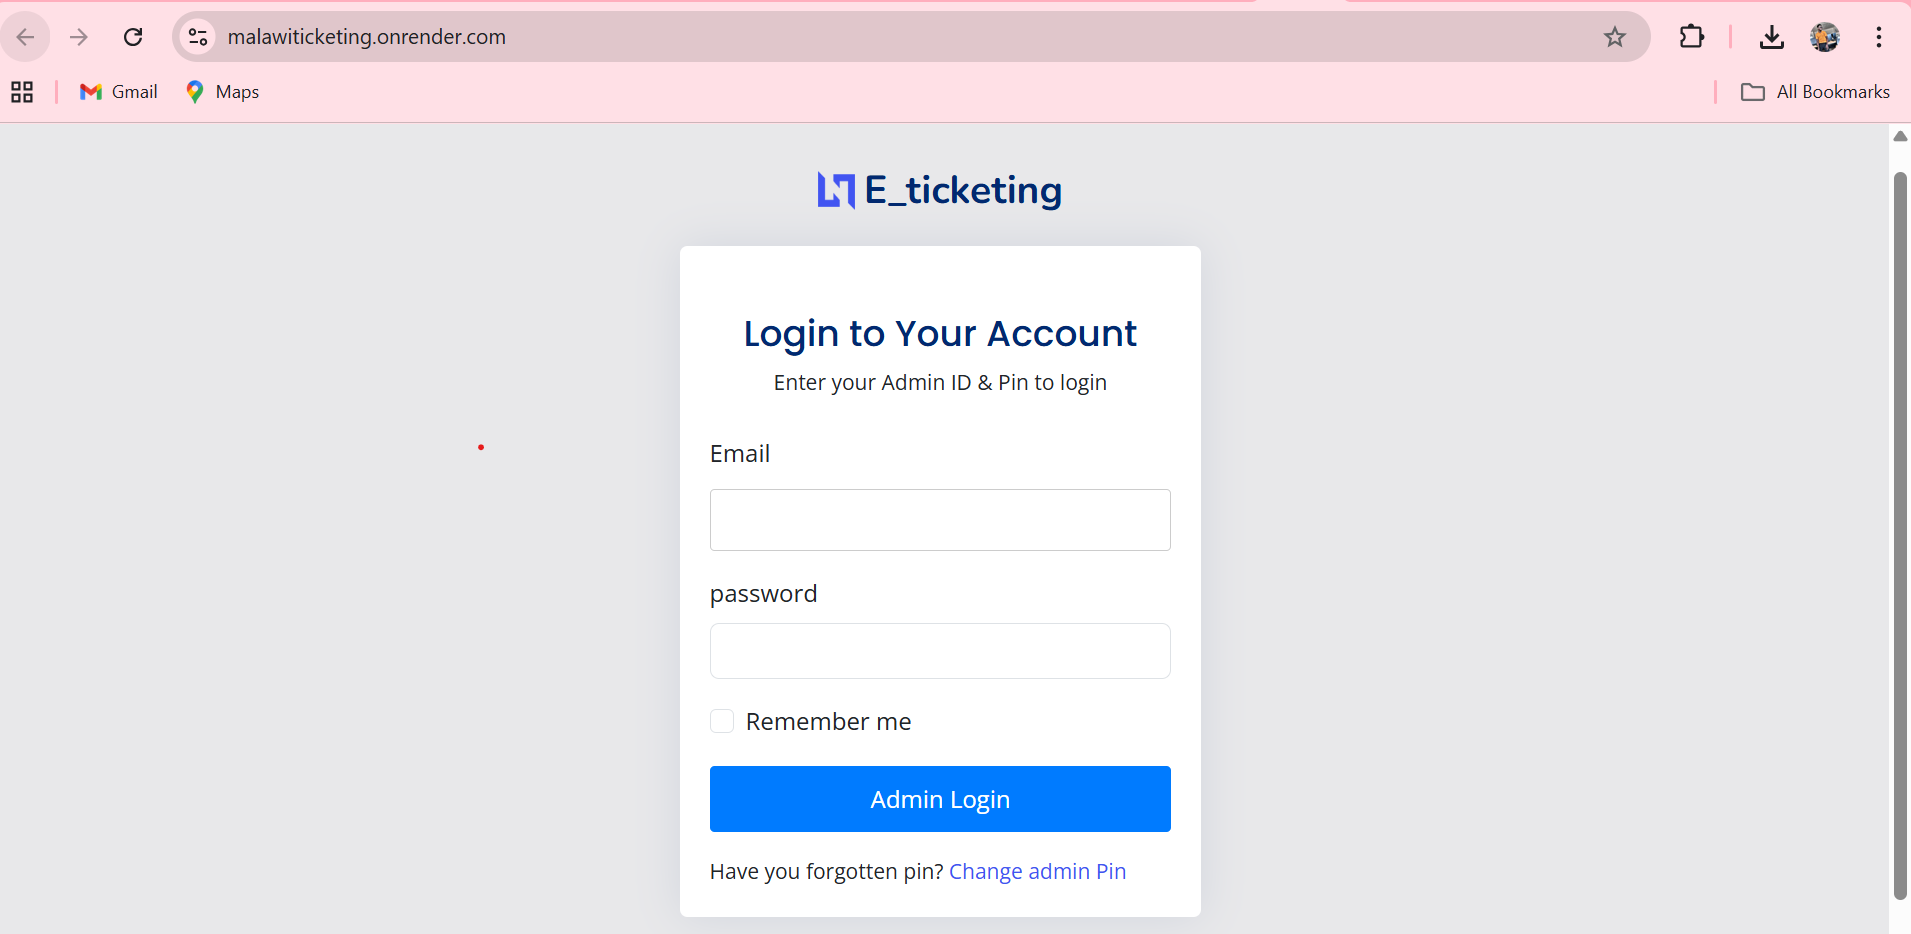 malawiticketing.onrender.com
Gmail
Maps
All Bookmarks
E_ticketing
Login to Your Account
Enter your Admin ID & Pin to login
Email
password
Remember me
Admin Login
Have you forgotten pin? Change admin Pin